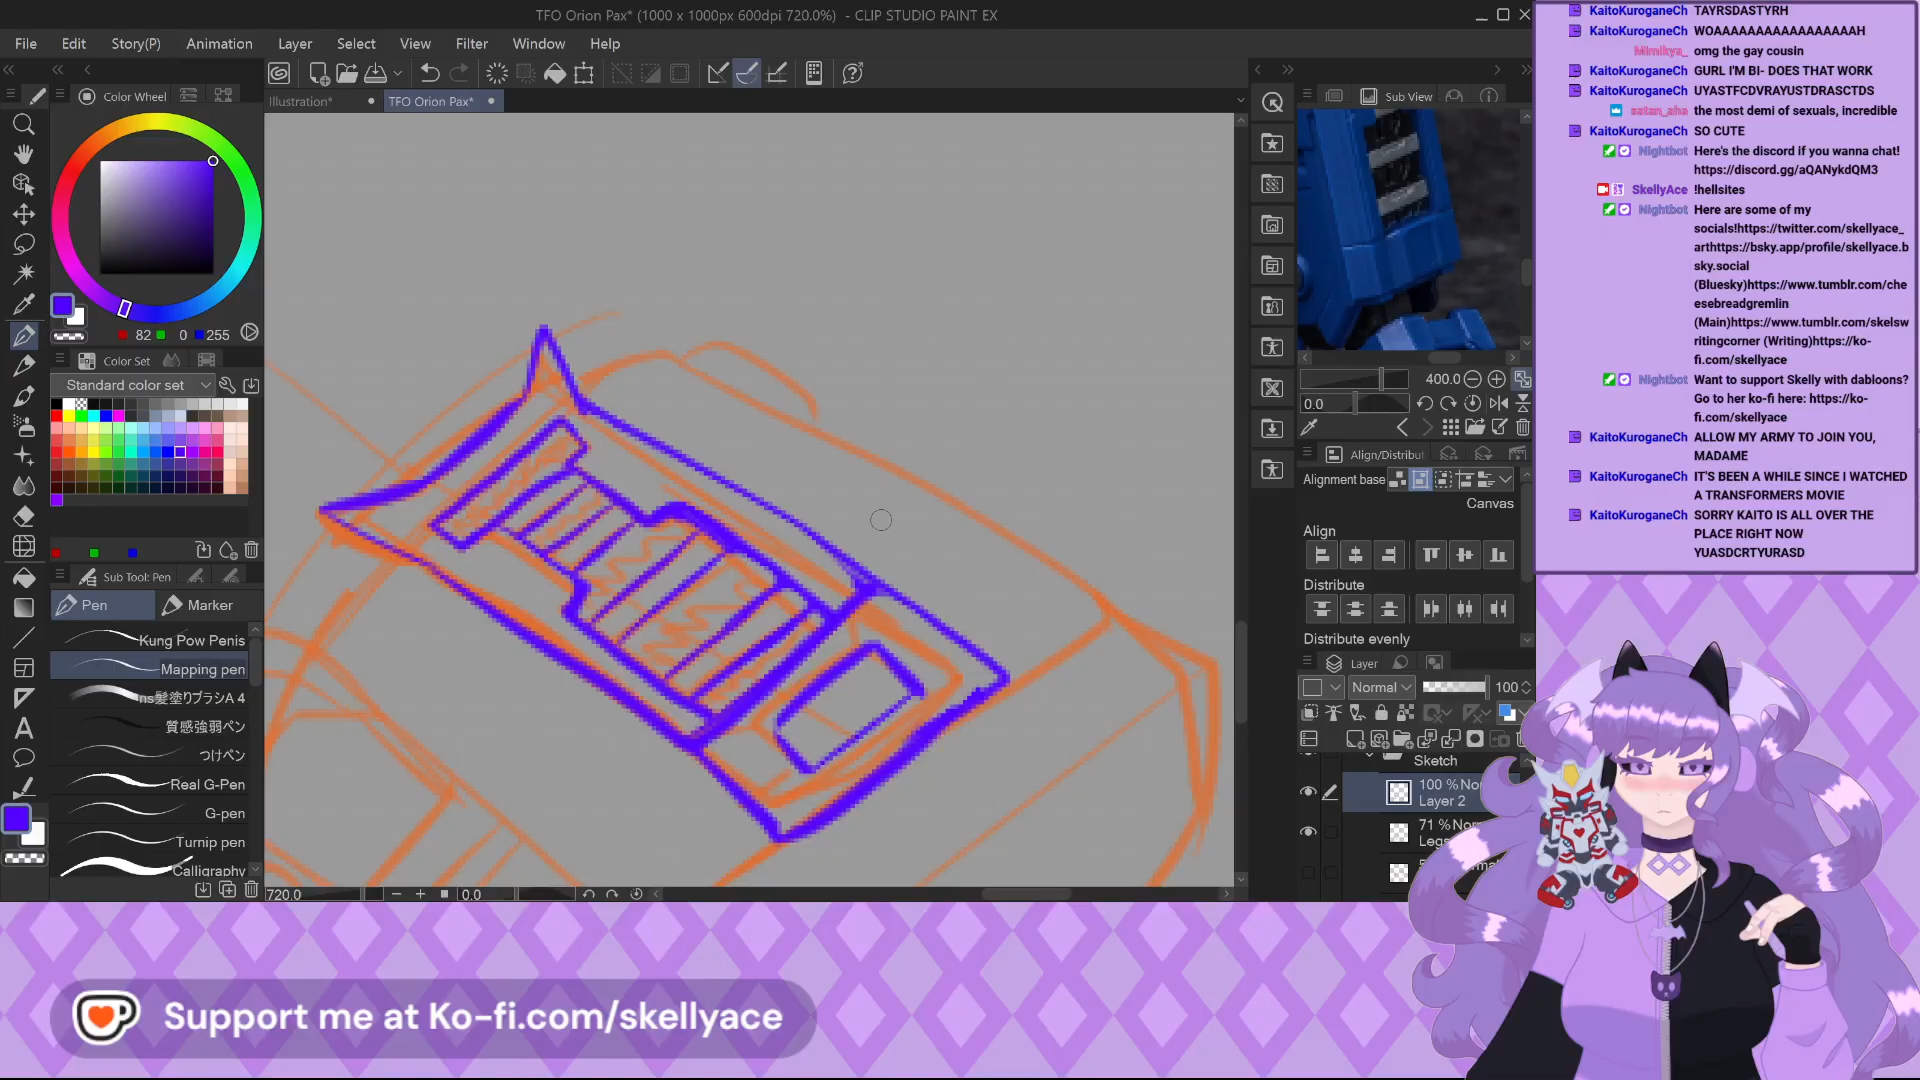 TFO Orion Pax* (1000 x 1000px 600dpi 720.0%) - CLIP STUDIO PAINT EX
File Edit Story(P) Animation Layer Select View Filter Window Help
Illustration*
TFO Orion Pax*
Color Wheel
82 0 255
Color Set
Standard color set
Sub Tool: Pen
Pen
Marker
Kung Pow Penis
Mapping pen
ns髪塗りブラシA 4
質感強弱ペン
つけペン
Real G-Pen
G-pen
Turnip pen
Calligraphy
720.0
0.0
Sub View
400.0
0.0
Align/Distribut
Alignment base
Canvas
Align
Distribute
Distribute evenly
Layer
Normal
100
Sketch
100 % Nor
Layer 2
71 % Nor
Legs
KaitoKuroganeCh TAYRSDASTYRH
KaitoKuroganeCh WOAAAAAAAAAAAAAAAAAH
Mimikya_ omg the gay cousin
KaitoKuroganeCh GURL I'M BI- DOES THAT WORK
KaitoKuroganeCh UYASTFCDVRAYUSTDRASCTDS
satan_aha the most demi of sexuals, incredible
KaitoKuroganeCh SO CUTE
Nightbot Here's the discord if you wanna chat!
https://discord.gg/aQANykdQM3
SkellyAce !hellsites
Nightbot Here are some of my
socials!https://twitter.com/skellyace_
arthttps://bsky.app/profile/skellyace.b
sky.social
(Bluesky)https://www.tumblr.com/che
esebreadgremlin
(Main)https://www.tumblr.com/skelsw
ritingcorner (Writing)https://ko-
fi.com/skellyace
Nightbot Want to support Skelly with dabloons?
Go to her ko-fi here: https://ko-
fi.com/skellyace
KaitoKuroganeCh ALLOW MY ARMY TO JOIN YOU,
MADAME
KaitoKuroganeCh IT'S BEEN A WHILE SINCE I WATCHED
A TRANSFORMERS MOVIE
KaitoKuroganeCh SORRY KAITO IS ALL OVER THE
PLACE RIGHT NOW
YUASDCRTYURASD
Support me at Ko-fi.com/skellyace